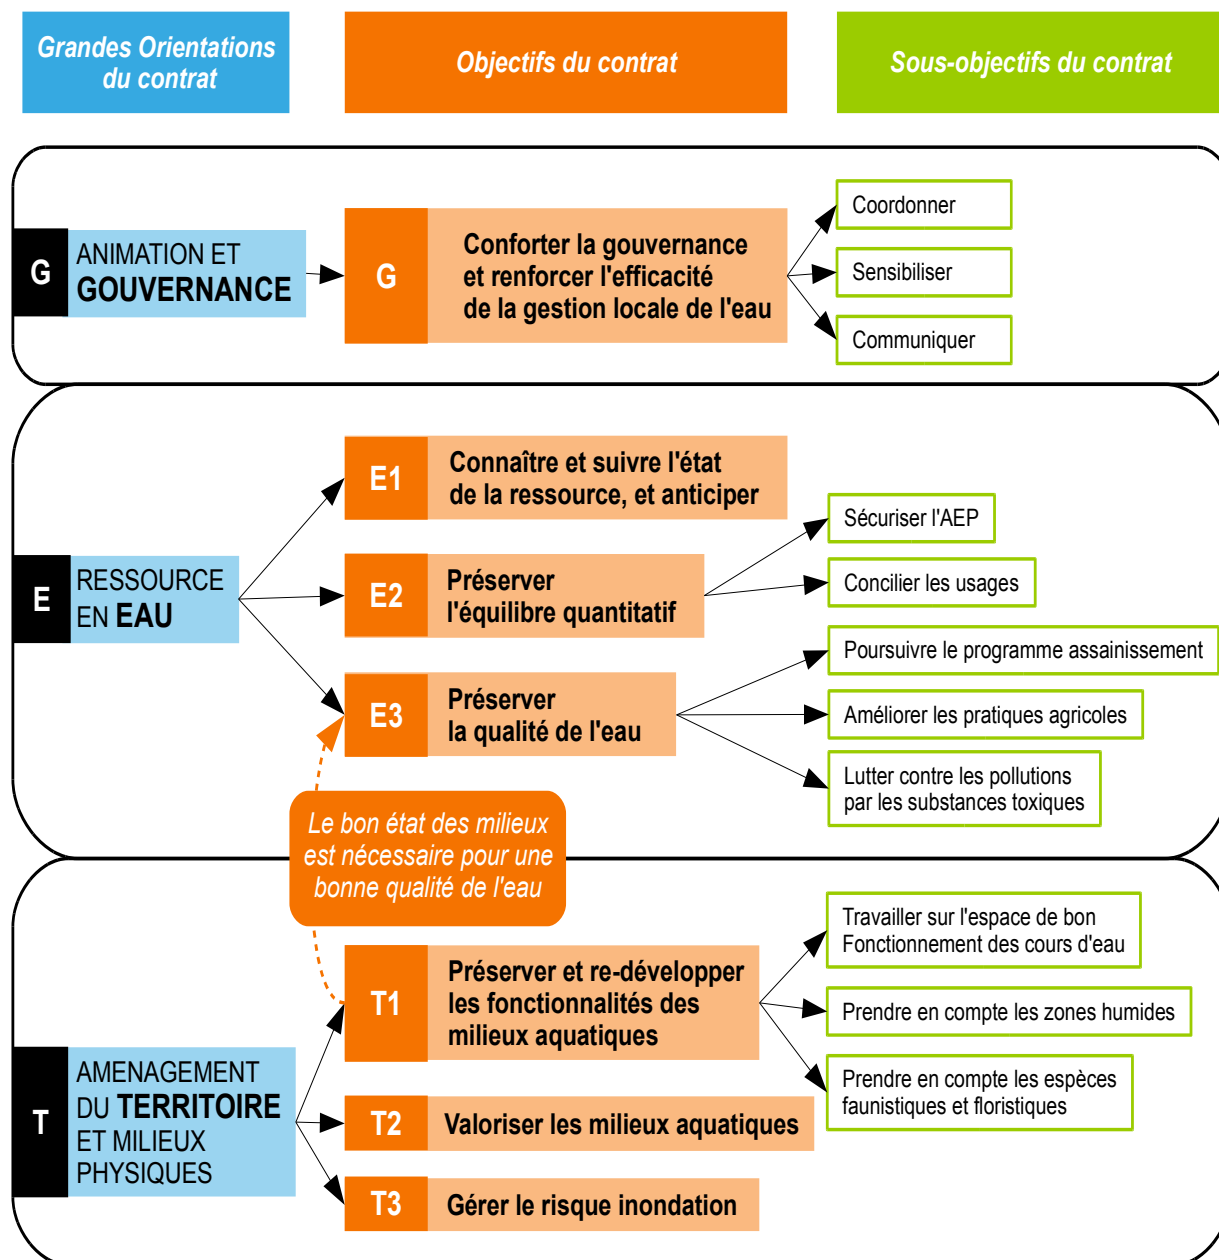 Grandes Orientations
du contrat
Objectifs du contrat
Sous-objectifs du contrat
G
ANIMATION ET
GOUVERNANCE
G
Conforter la gouvernance
et renforcer l'efficacité
de la gestion locale de l'eau
Coordonner
Sensibiliser
Communiquer
E
RESSOURCE
EN EAU
E1
Connaître et suivre l'état
de la ressource, et anticiper
E2
Préserver
l'équilibre quantitatif
Sécuriser l'AEP
Concilier les usages
E3
Préserver
la qualité de l'eau
Poursuivre le programme assainissement
Améliorer les pratiques agricoles
Lutter contre les pollutions
par les substances toxiques
Le bon état des milieux
est nécessaire pour une
bonne qualité de l'eau
T
AMENAGEMENT
DU TERRITOIRE
ET MILIEUX
PHYSIQUES
T1
Préserver et re-développer
les fonctionnalités des
milieux aquatiques
Travailler sur l'espace de bon
Fonctionnement des cours d'eau
Prendre en compte les zones humides
Prendre en compte les espèces
faunistiques et floristiques
T2
Valoriser les milieux aquatiques
T3
Gérer le risque inondation